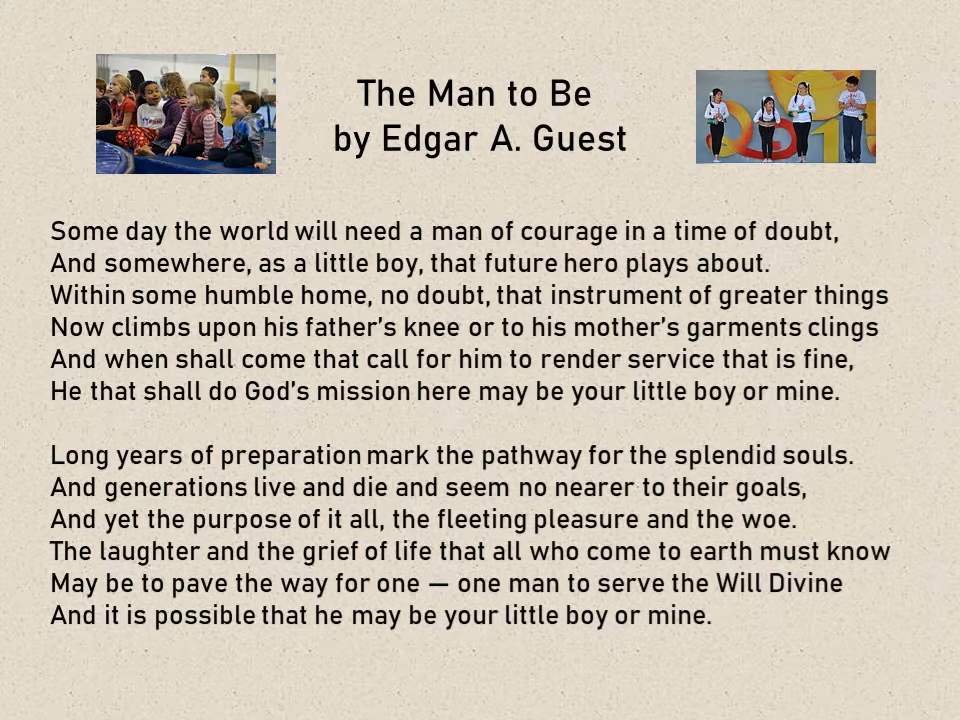 The Man to Be
by Edgar A. Guest
Some day the world will need a man of courage in a time of doubt,
And somewhere, as a little boy, that future hero plays about.
Within some humble home, no doubt, that instrument of greater things
Now climbs upon his father’s knee or to his mother’s garments clings
And when shall come that call for him to render service that is fine,
He that shall do God’s mission here may be your little boy or mine.
Long years of preparation mark the pathway for the splendid souls.
And generations live and die and seem no nearer to their goals,
And yet the purpose of it all, the fleeting pleasure and the woe.
The laughter and the grief of life that all who come to earth must know
May be to pave the way for one — one man to serve the Will Divine
And it is possible that he may be your little boy or mine.